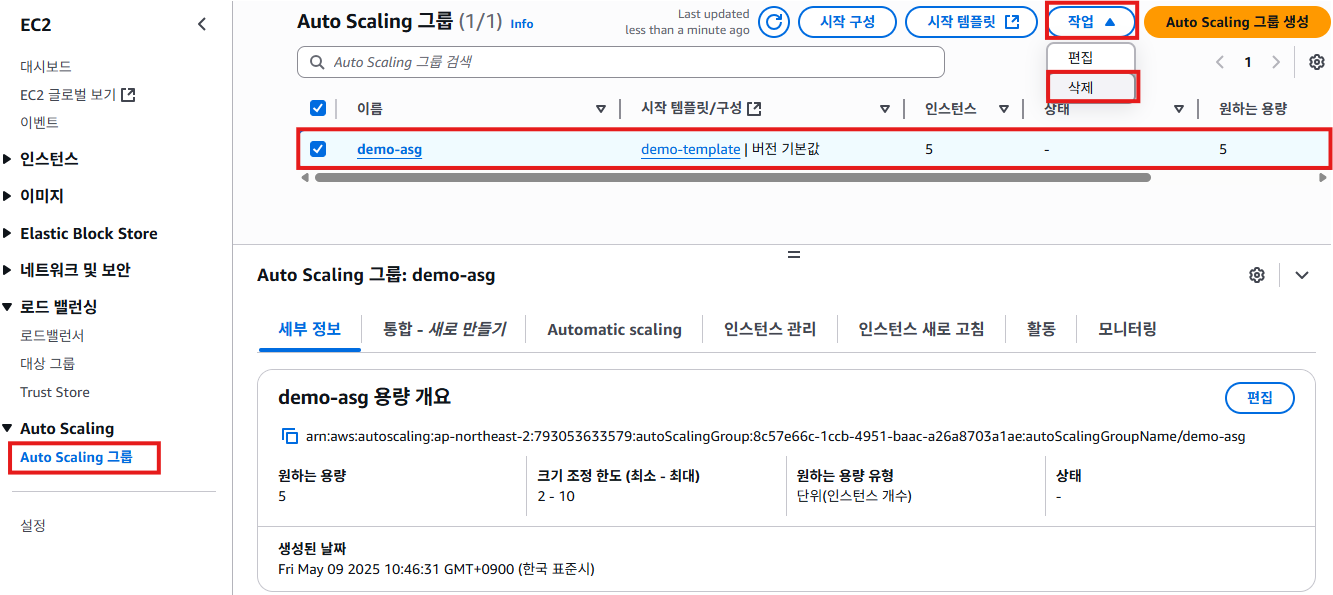 EC2
대시보드
EC2 글로벌 보기
이벤트
인스턴스
이미지
Elastic Block Store
네트워크 및 보안
로드 밸런싱
로드밸런서
대상 그룹
Trust Store
Auto Scaling
Auto Scaling 그룹
설정
Auto Scaling 그룹 (1/1) Info
Last updated
less than a minute ago
시작 구성
시작 템플릿
작업
Auto Scaling 그룹 생성
편집
삭제
Auto Scaling 그룹 검색
1
이름 시작 템플릿/구성 인스턴스 상태 원하는 용량
demo-asg demo-template | 버전 기본값 5 - 5
Auto Scaling 그룹: demo-asg
세부 정보 통합 - 새로 만들기 Automatic scaling 인스턴스 관리 인스턴스 새로 고침 활동 모니터링
demo-asg 용량 개요
편집
arn:aws:autoscaling:ap-northeast-2:793053633579:autoScalingGroup:8c57e66c-1ccb-4951-baac-a26a8703a1ae:autoScalingGroupName/demo-asg
원하는 용량 크기 조정 한도 (최소 - 최대) 원하는 용량 유형 상태
5 2 - 10 단위(인스턴스 개수) -
생성된 날짜
Fri May 09 2025 10:46:31 GMT+0900 (한국 표준시)